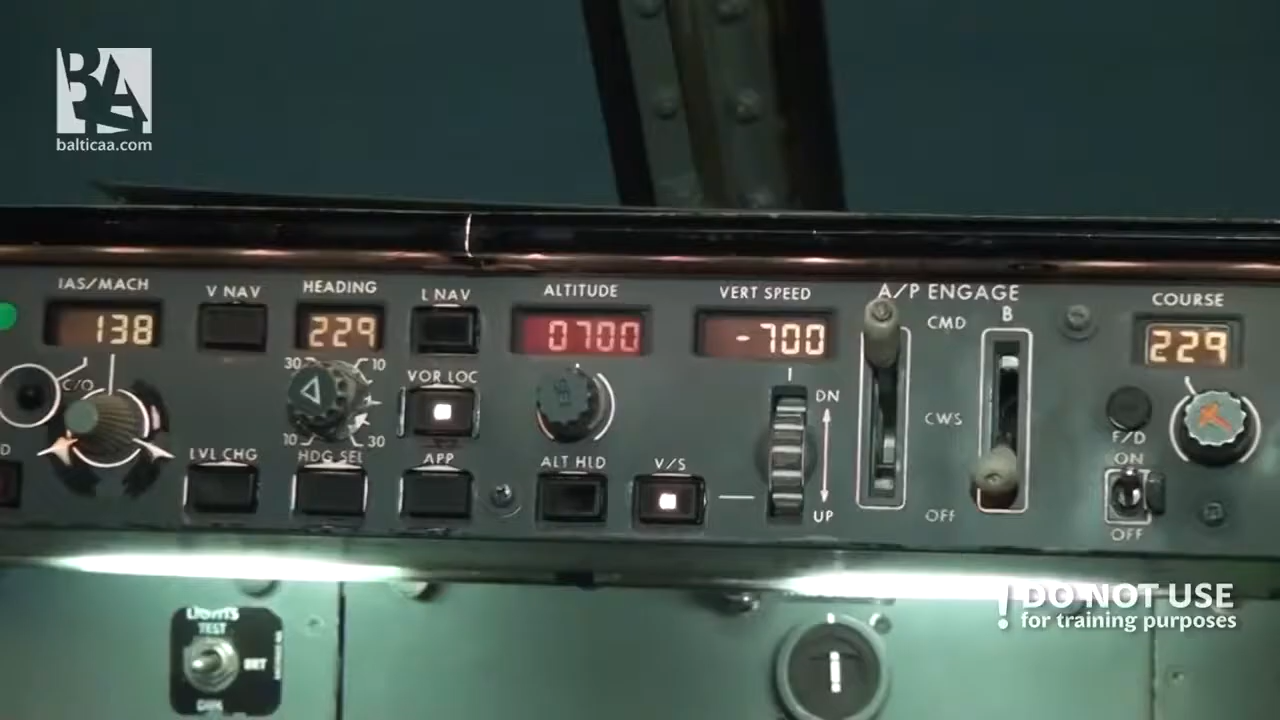 BA
balticaa.com
IAS/MACH
V NAV
HEADING
L NAV
ALTITUDE
VERT SPEED
A/P ENGAGE
COURSE
138
229
0700
-700
B
CMD
229
30
10
VOR LOC
C/O
DN
CWS
F/D
ON
10
30
D
LVL CHG
HDG SEL
APP
ALT HLD
V/S
UP
OFF
OFF
LIGHTS
TEST
BRT
DIM
! DO NOT USE
for training purposes